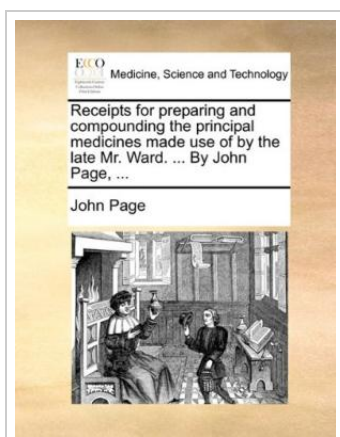 ECCO
Medicine, Science and Technology
Receipts for preparing and
compounding the principal
medicines made use of by the
late Mr. Ward. ... By John
Page, ...
John Page